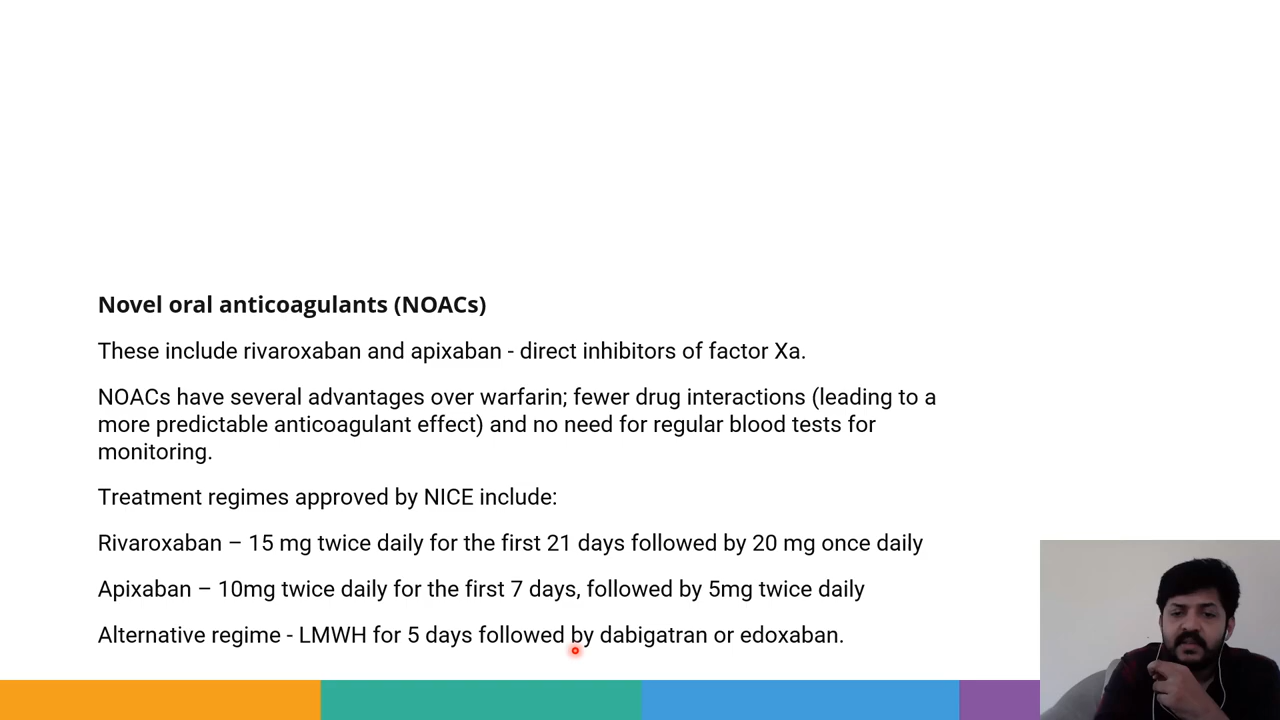 Novel oral anticoagulants (NOACs)
These include rivaroxaban and apixaban - direct inhibitors of factor Xa.
NOACs have several advantages over warfarin; fewer drug interactions (leading to a
more predictable anticoagulant effect) and no need for regular blood tests for
monitoring.
Treatment regimes approved by NICE include:
Rivaroxaban – 15 mg twice daily for the first 21 days followed by 20 mg once daily
Apixaban – 10mg twice daily for the first 7 days, followed by 5mg twice daily
Alternative regime - LMWH for 5 days followed by dabigatran or edoxaban.